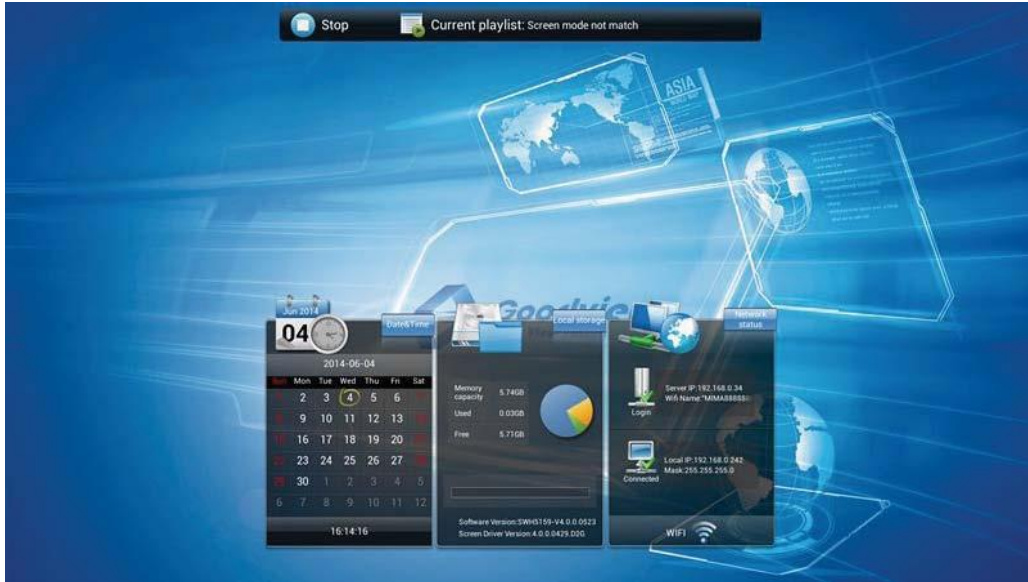 Stop
Current playlist: Screen mode not match
ASIA
WORLD MAP
Goodvie
Jun 2014
04
Date&Time
2014-06-04
Sun Mon Tue Wed Thu Fri Sat
1 2 3 4 5 6 7
8 9 10 11 12 13 14
15 16 17 18 19 20 21
22 23 24 25 26 27 28
29 30 1 2 3 4 5
6 7 8 9 10 11 12
16:14:16
Local storage
Memory
capacity 5.74GB
Used 0.03GB
Free 5.71GB
Software Version:SWH5159-V4.0.0.0523
Screen Driver Version:4.0.0.0429.D2G
Network
status
Server IP:192.168.0.34
Wifi Name:"MIMA88888
Login
Local IP:192.168.0.242
Mask:255.255.255.0
Connected
WIFI